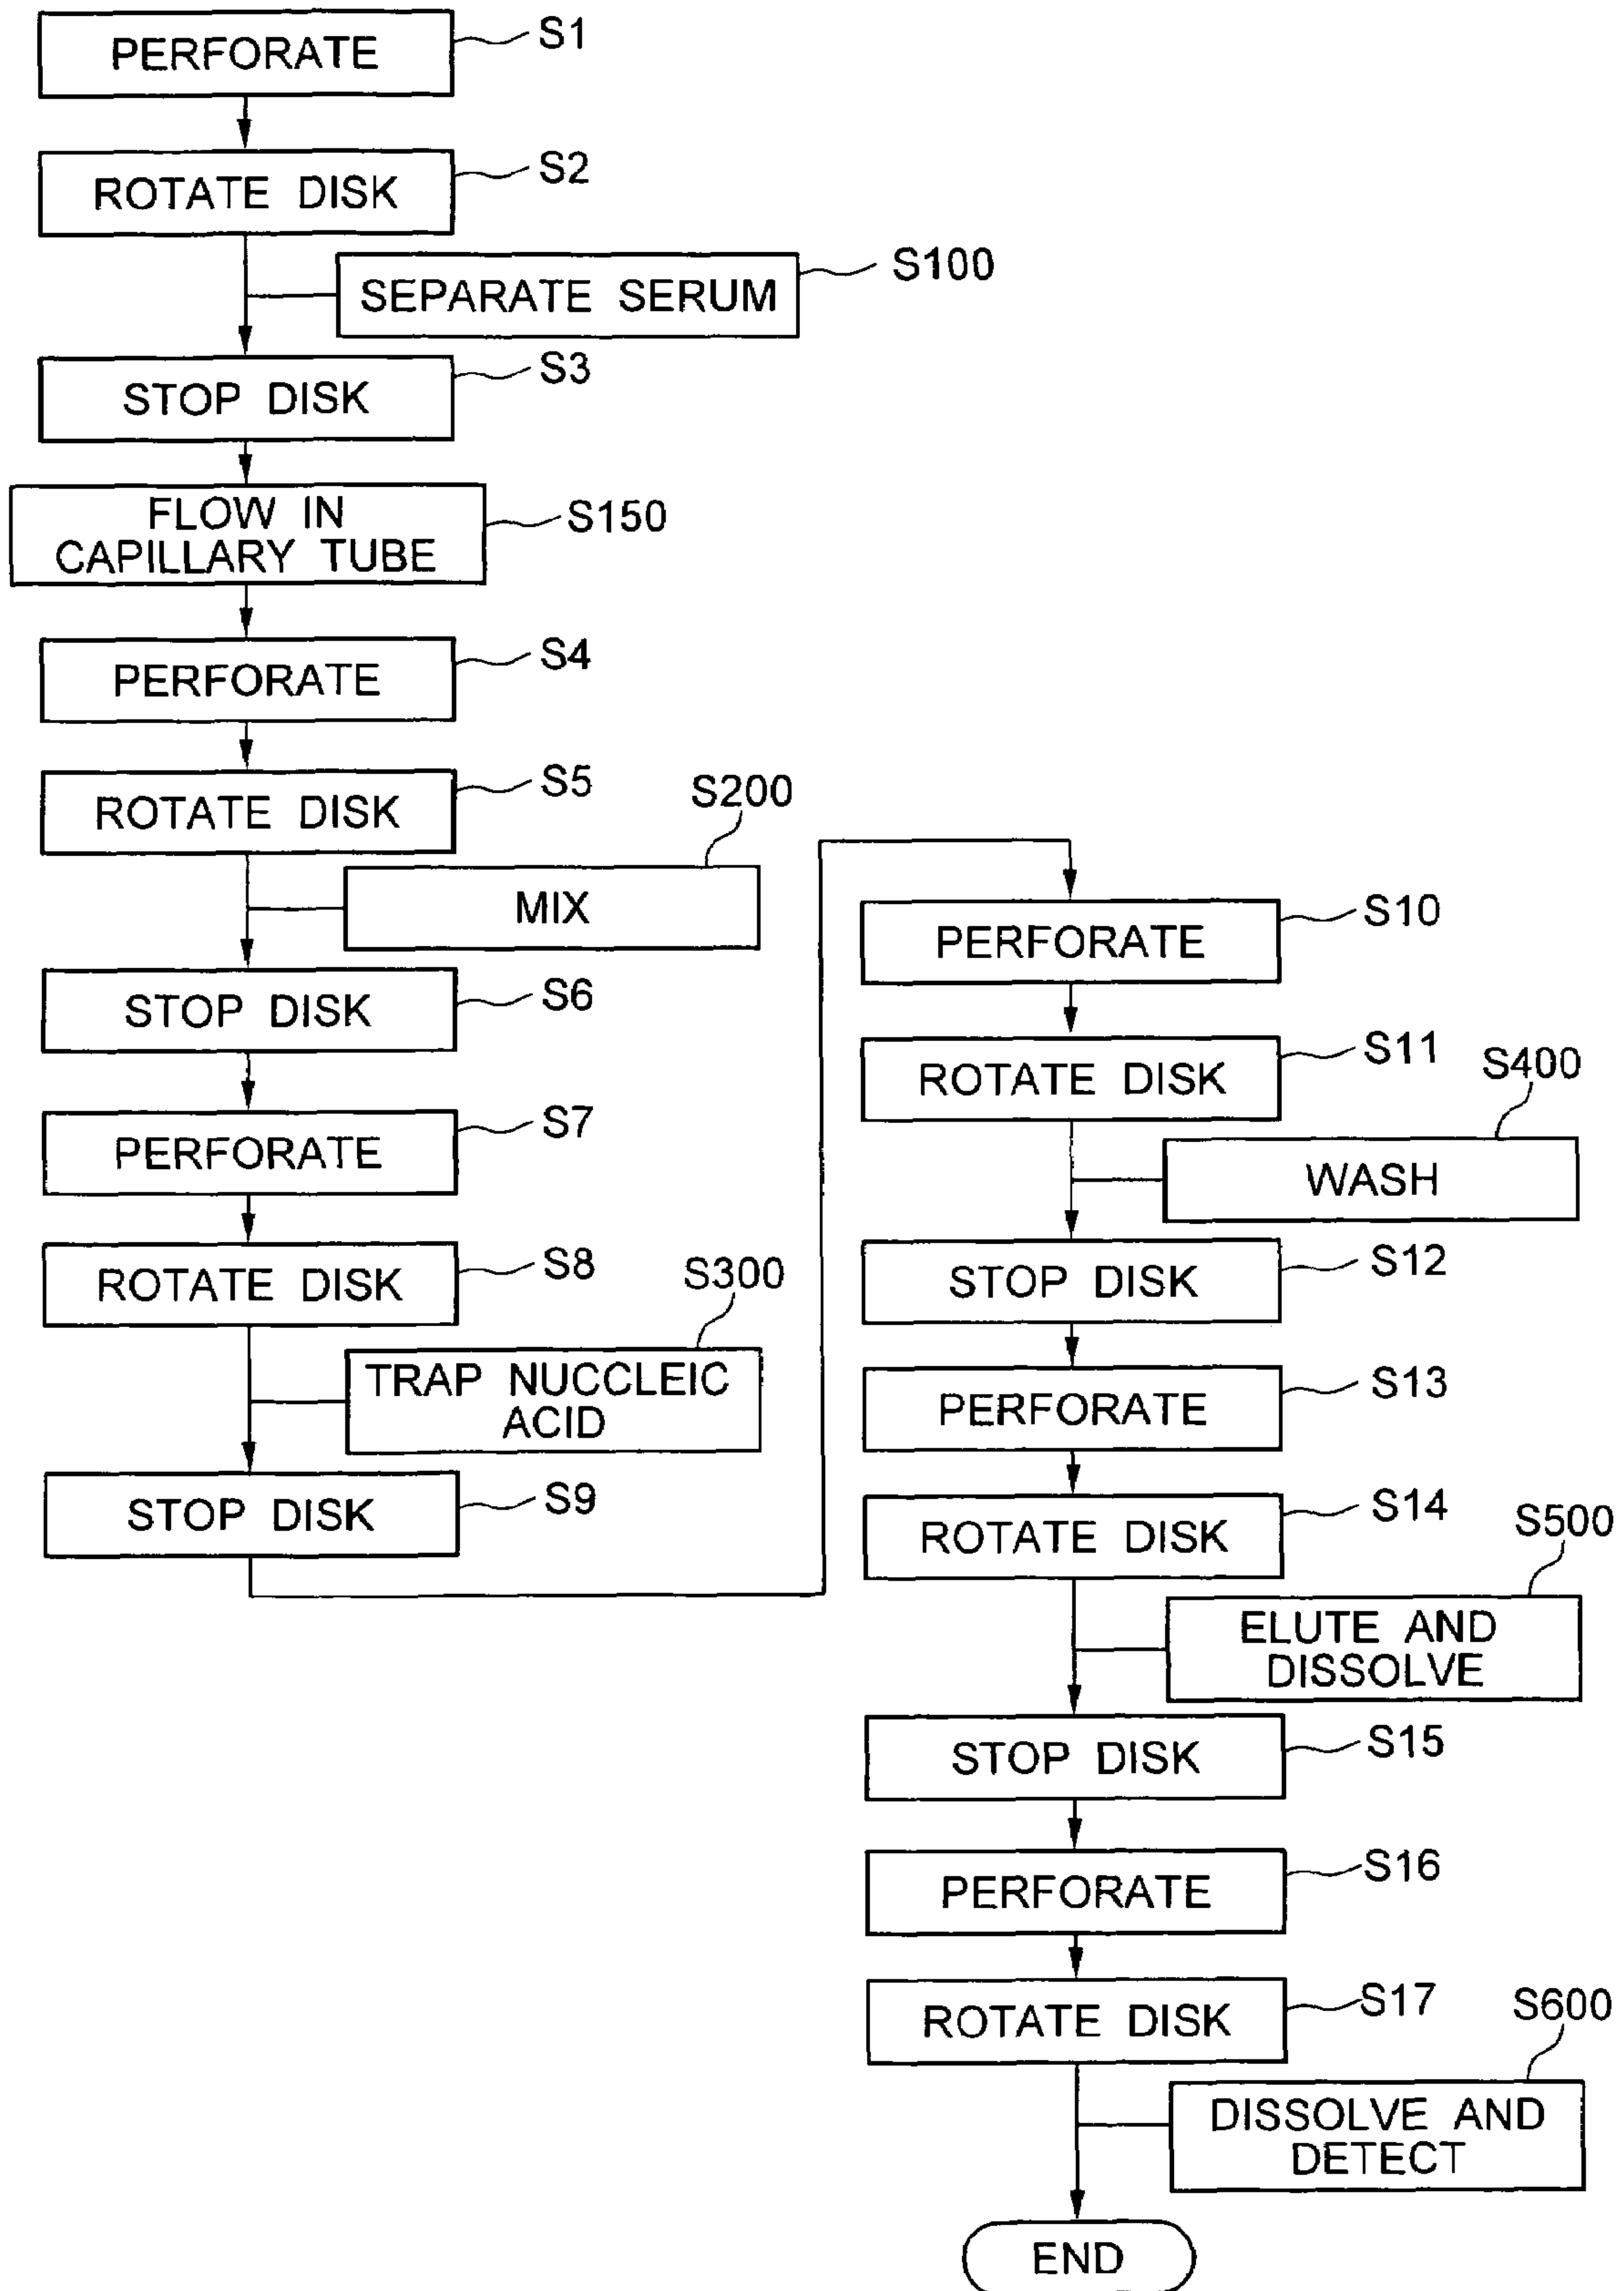 PERFORATE
S1
ROTATE DISK
S2
SEPARATE SERUM
S100
STOP DISK
S3
FLOW IN
CAPILLARY TUBE
S150
PERFORATE
S4
ROTATE DISK
S5
MIX
S200
STOP DISK
S6
PERFORATE
S7
ROTATE DISK
S8
TRAP NUCCLEIC
ACID
S300
STOP DISK
S9
PERFORATE
S10
ROTATE DISK
S11
WASH
S400
STOP DISK
S12
PERFORATE
S13
ROTATE DISK
S14
ELUTE AND
DISSOLVE
S500
STOP DISK
S15
PERFORATE
S16
ROTATE DISK
S17
DISSOLVE AND
DETECT
S600
END